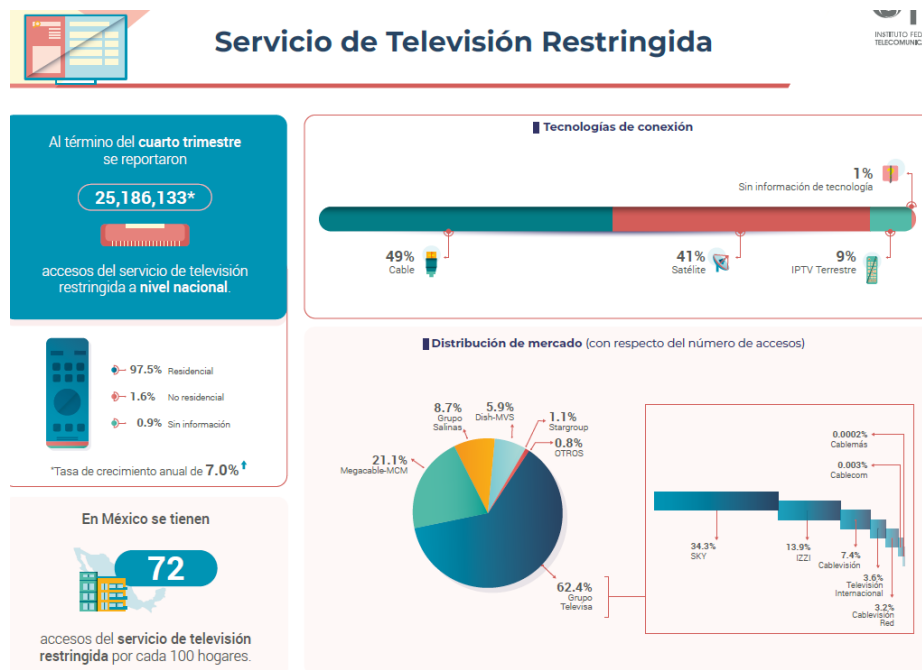 Servicio de Televisión Restringida
INSTITUTO FED
TELECOMUNICA
Al término del cuarto trimestre
se reportaron
25,186,133*
accesos del servicio de televisión
restringida a nivel nacional.
97.5% Residencial
1.6% No residencial
0.9% Sin información
*Tasa de crecimiento anual de 7.0%
En México se tienen
72
accesos del servicio de televisión
restringida por cada 100 hogares.
Tecnologías de conexión
1%
Sin información de tecnología
49%
Cable
41%
Satélite
9%
IPTV Terrestre
Distribución de mercado (con respecto del número de accesos)
8.7%
Grupo
Salinas
5.9%
Dish-MVS
1.1%
Stargroup
0.8%
OTROS
21.1%
Megacable-MCM
62.4%
Grupo
Televisa
0.0002%
Cablemás
0.003%
Cablecom
34.3%
SKY
13.9%
IZZI
7.4%
Cablevisión
3.6%
Televisión
Internacional
3.2%
Cablevisión
Red